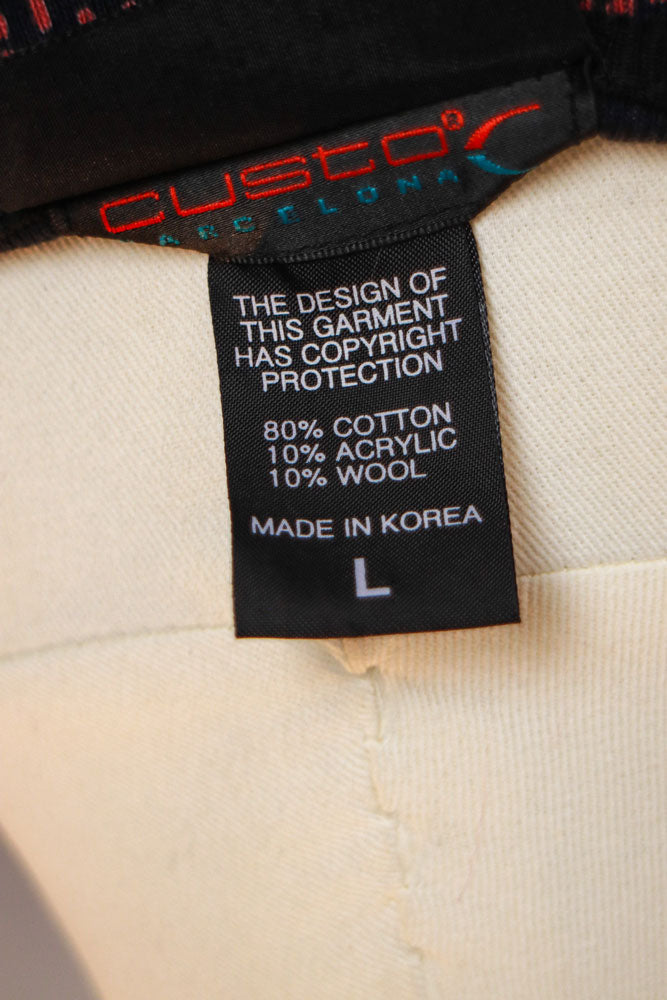 custo®
BARCELONA
THE DESIGN OF
THIS GARMENT
HAS COPYRIGHT
PROTECTION
80% COTTON
10% ACRYLIC
10% WOOL
MADE IN KOREA
L